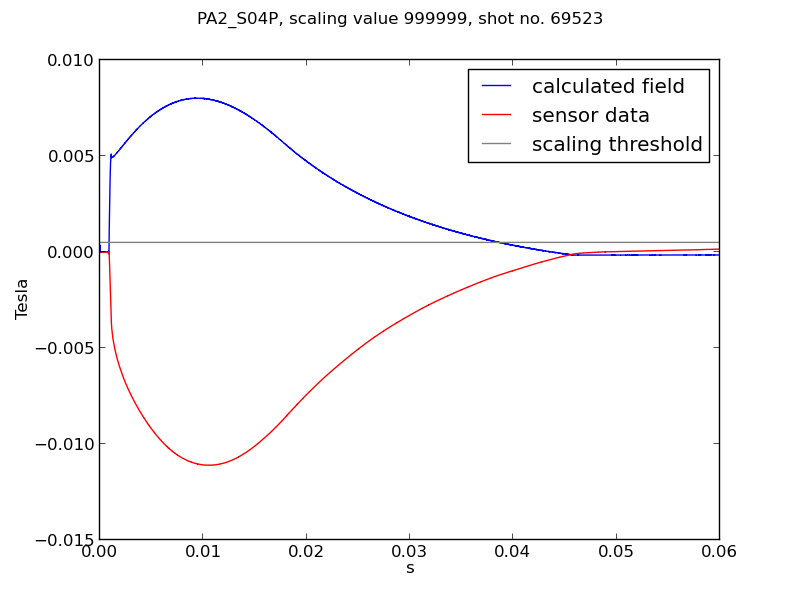 PA2_S04P, scaling value 999999, shot no. 69523
0.010
0.005
0.000
−0.005
−0.010
−0.015
Tesla
calculated field
sensor data
scaling threshold
0.00 0.01 0.02 0.03 0.04 0.05 0.06
s